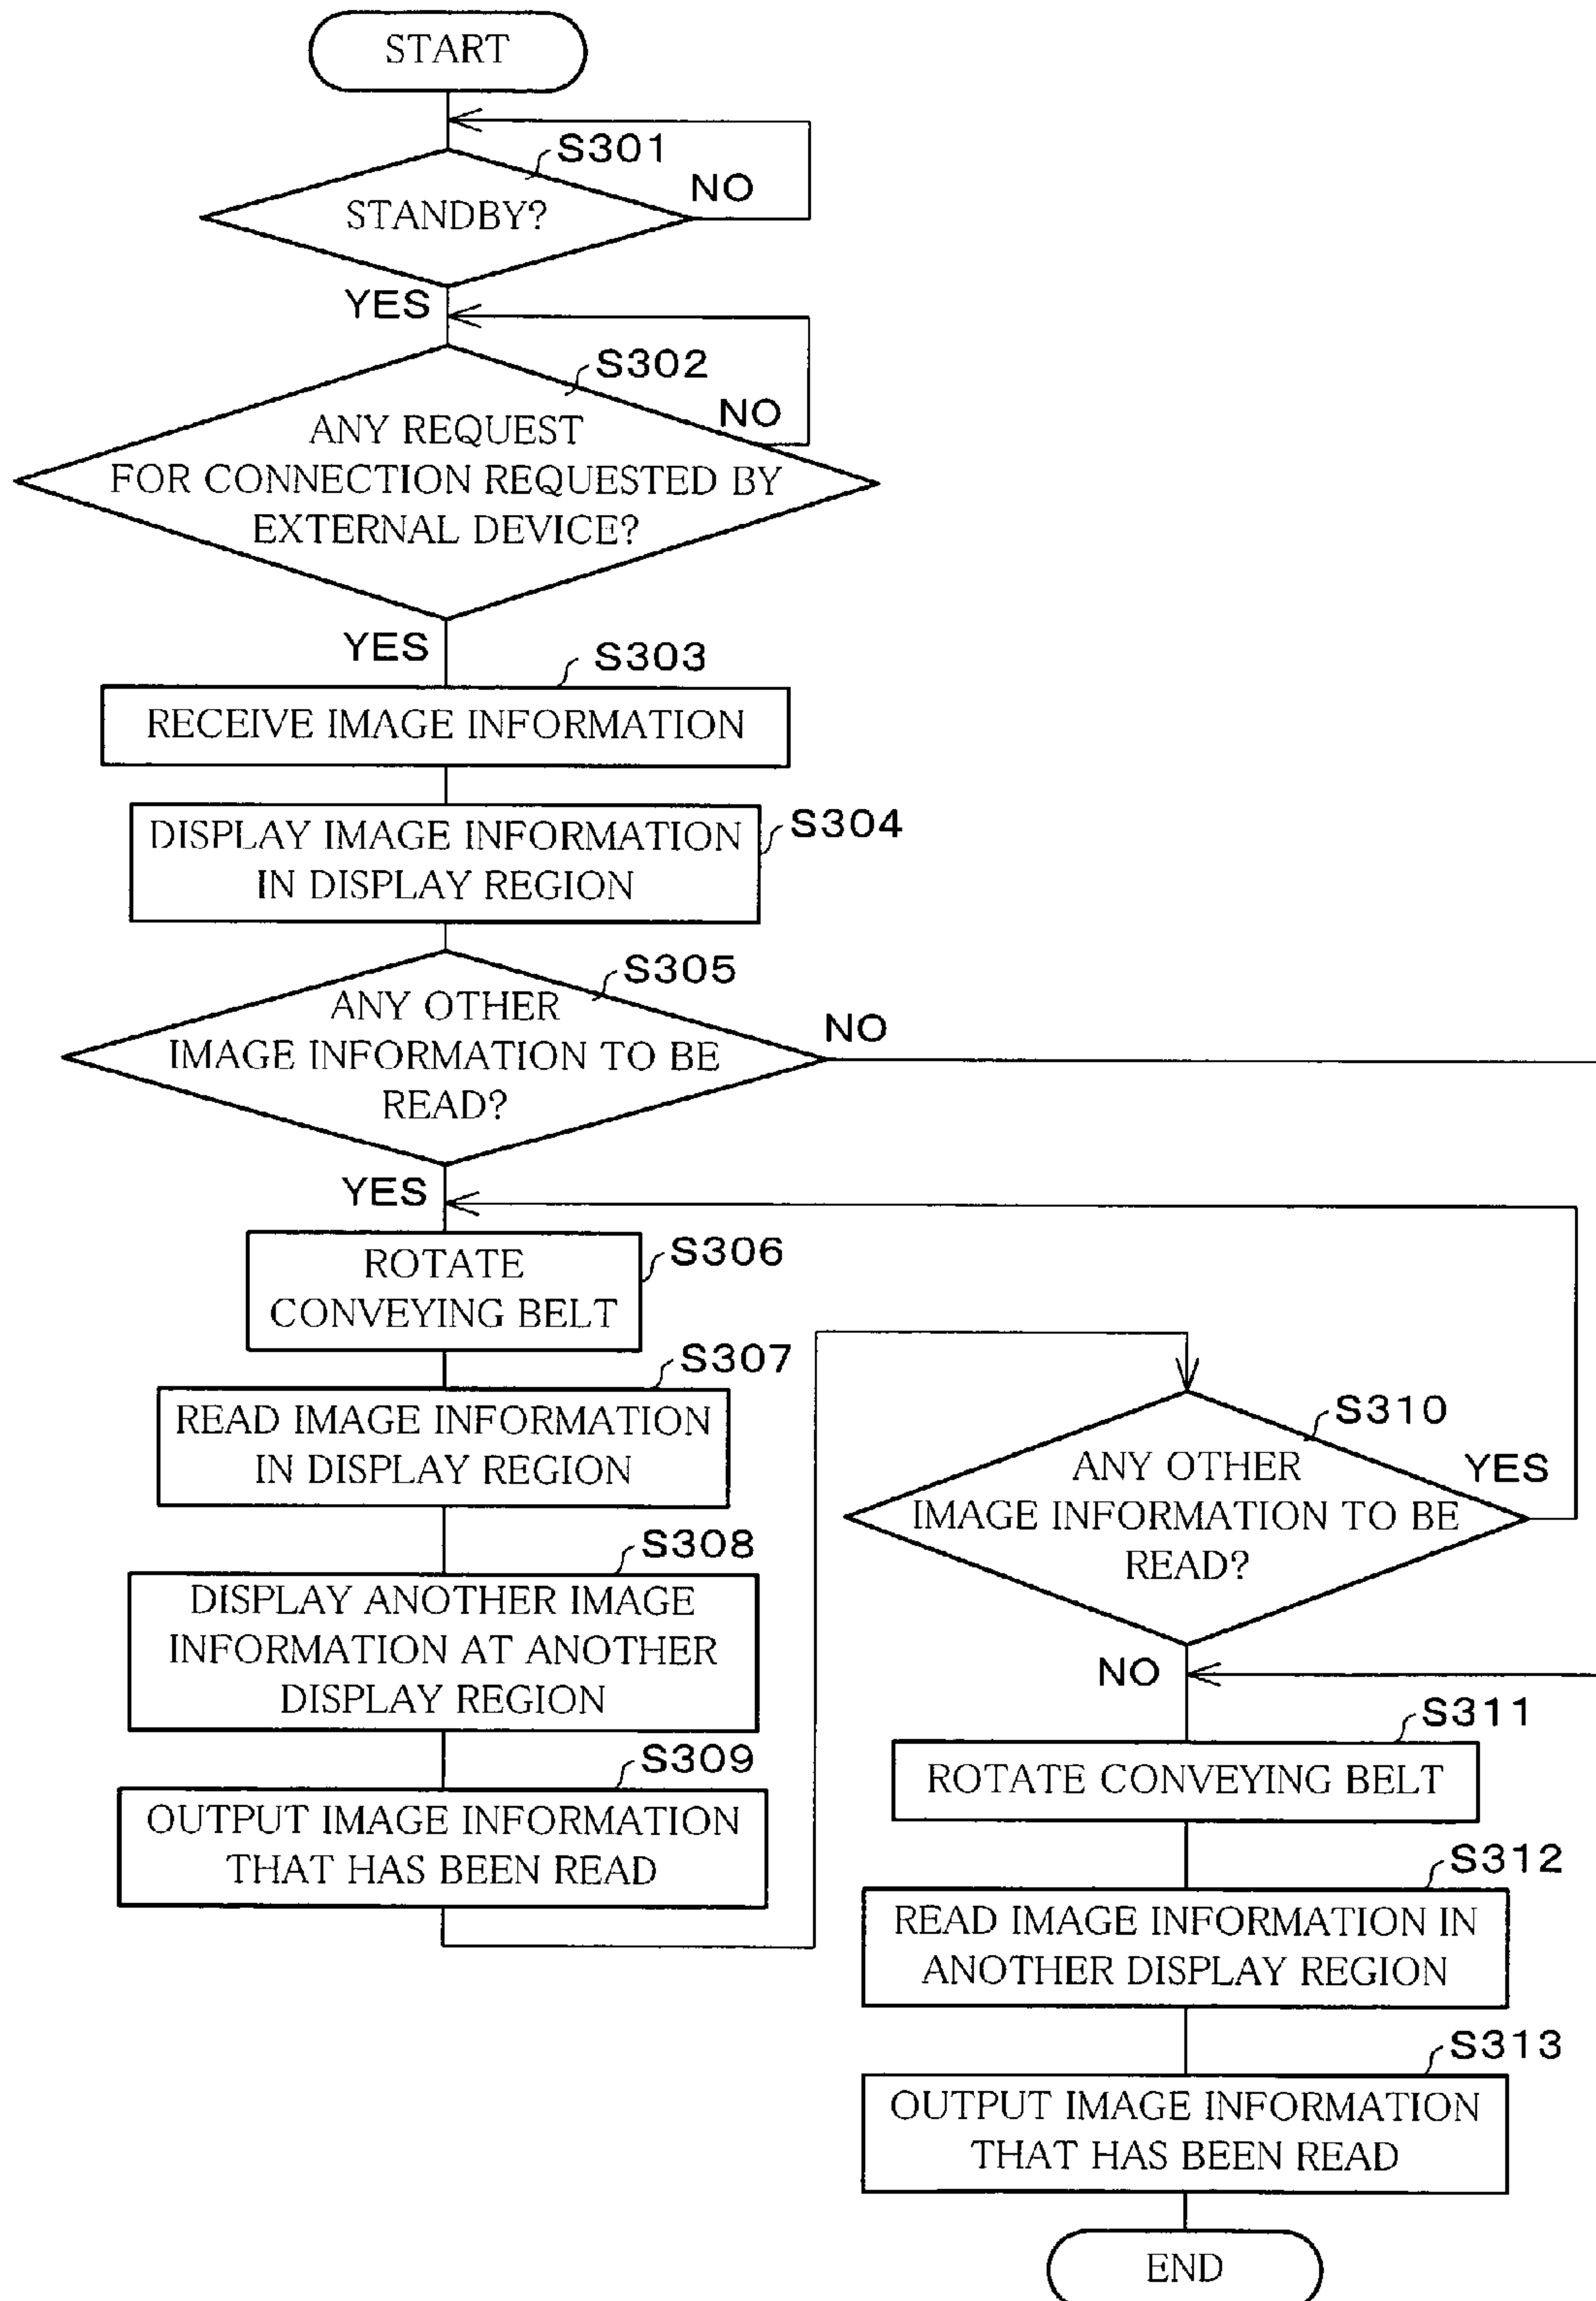 START
S301
NO
STANDBY?
YES
S302
NO
ANY REQUEST
FOR CONNECTION REQUESTED BY
EXTERNAL DEVICE?
YES
S303
RECEIVE IMAGE INFORMATION
S304
DISPLAY IMAGE INFORMATION
IN DISPLAY REGION
S305
NO
ANY OTHER
IMAGE INFORMATION TO BE
READ?
YES
S306
ROTATE
CONVEYING BELT
S307
READ IMAGE INFORMATION
IN DISPLAY REGION
S308
DISPLAY ANOTHER IMAGE
INFORMATION AT ANOTHER
DISPLAY REGION
S309
OUTPUT IMAGE INFORMATION
THAT HAS BEEN READ
S310
YES
ANY OTHER
IMAGE INFORMATION TO BE
READ?
NO
S311
ROTATE CONVEYING BELT
S312
READ IMAGE INFORMATION IN
ANOTHER DISPLAY REGION
S313
OUTPUT IMAGE INFORMATION
THAT HAS BEEN READ
END